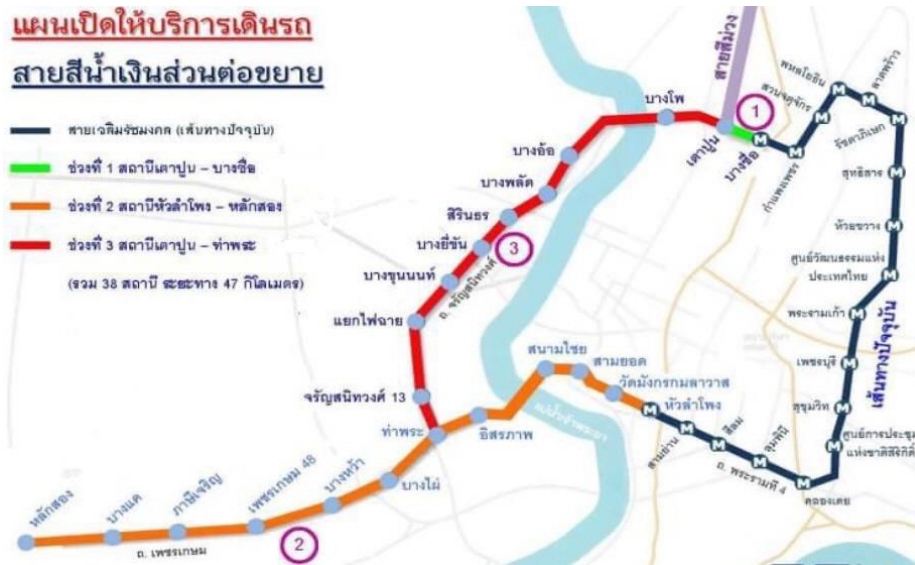 แผนเปิดให้บริการเดินรถ
สายสีน้ำเงินส่วนต่อขยาย
สายเฉลิมรัชมงคล (เส้นทางปัจจุบัน)
ช่วงที่ 1 สถานีเตาปูน – บางซื่อ
ช่วงที่ 2 สถานีหัวลำโพง – หลักสอง
ช่วงที่ 3 สถานีเตาปูน – ท่าพระ
(รวม 38 สถานี ระยะทาง 47 กิโลเมตร)
สายสีม่วง
1
บางโพ
เตาปูน
บางซื่อ
กำแพงเพชร
สวนจตุจักร
พหลโยธิน
ลาดพร้าว
รัชดาภิเษก
สุทธิสาร
ห้วยขวาง
ศูนย์วัฒนธรรมแห่ง
ประเทศไทย
พระรามเก้า
เพชรบุรี
สุขุมวิท
ศูนย์การประชุม
แห่งชาติสิริกิติ์
เส้นทางปัจจุบัน
คลองเตย
ลุมพินี
สีลม
สามย่าน
ถ. พระรามที่ 4
หัวลำโพง
วัดมังกรกมลาวาส
สามยอด
สนามไชย
แม่น้ำเจ้าพระยา
อิสรภาพ
ท่าพระ
บางอ้อ
บางพลัด
สิรินธร
บางยี่ขัน
3
บางขุนนนท์
ถ. จรัญสนิทวงศ์
แยกไฟฉาย
จรัญสนิทวงศ์ 13
บางไผ่
บางหว้า
เพชรเกษม 48
ภาษีเจริญ
บางแค
หลักสอง
ถ. เพชรเกษม
2